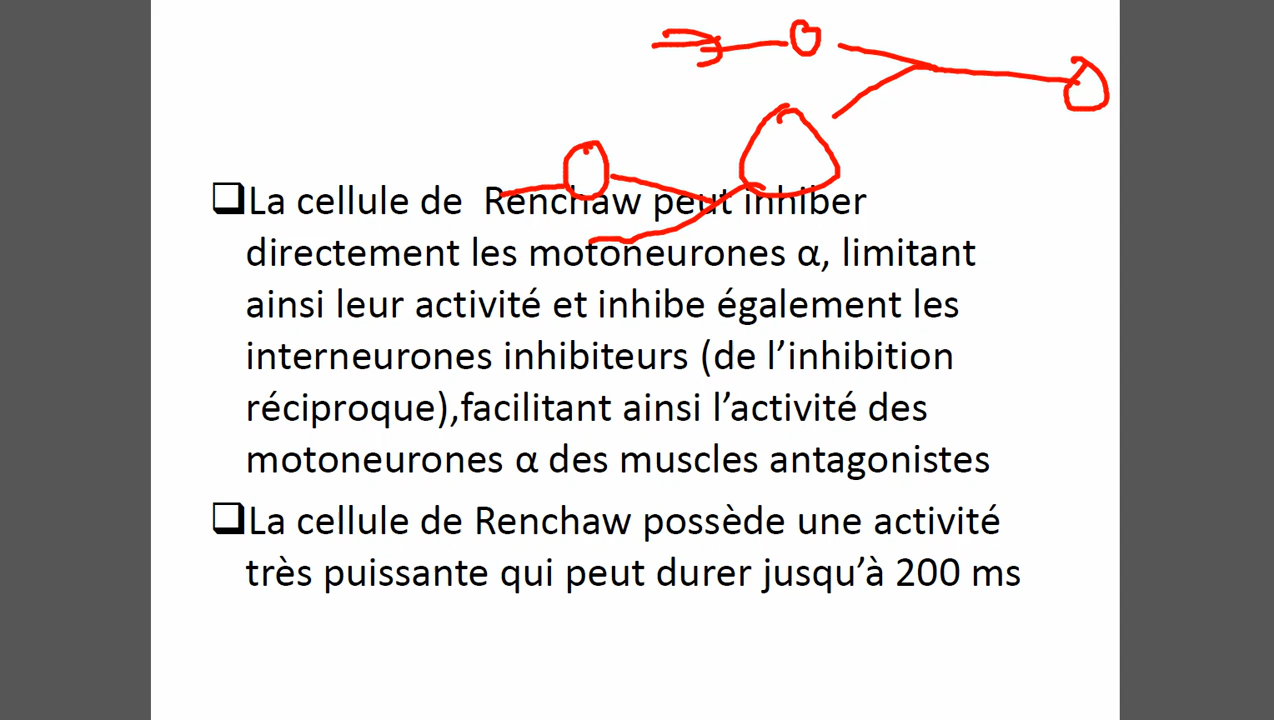 La cellule de Renchaw peut inhiber
directement les motoneurones α, limitant
ainsi leur activité et inhibe également les
interneurones inhibiteurs (de l’inhibition
réciproque),facilitant ainsi l’activité des
motoneurones α des muscles antagonistes
La cellule de Renchaw possède une activité
très puissante qui peut durer jusqu’à 200 ms